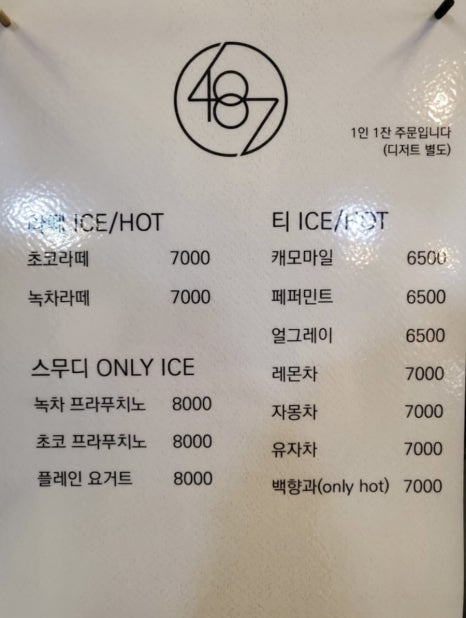 487
1인 1잔 주문입니다
(디저트 별도)
라떼 ICE/HOT
초코라떼 7000
녹차라떼 7000
스무디 ONLY ICE
녹차 프라푸치노 8000
초코 프라푸치노 8000
플레인 요거트 8000
티 ICE/HOT
캐모마일 6500
페퍼민트 6500
얼그레이 6500
레몬차 7000
자몽차 7000
유자차 7000
백향과(only hot) 7000